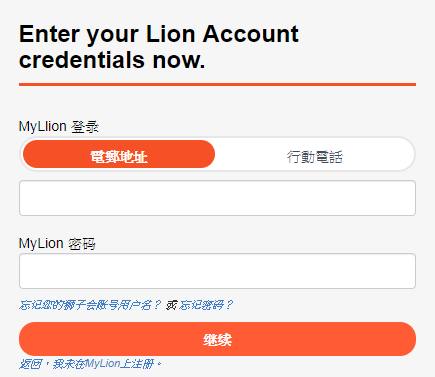 Enter your Lion Account
credentials now.
MyLlion 登录
電郵地址 行動電話
MyLion 密码
忘记您的狮子会账号用户名？ 或 忘记密码？
继续
返回，我未在MyLion上注册。